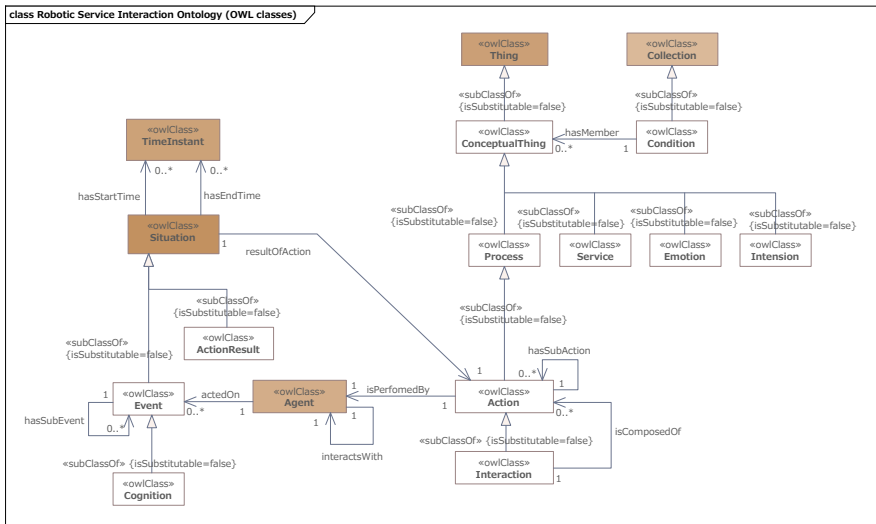 class Robotic Service Interaction Ontology (OWL classes)
«owlClass»
Thing
«owlClass»
Collection
«subClassOf»
{isSubstitutable=false}
«subClassOf»
{isSubstitutable=false}
«owlClass»
TimeInstant
«owlClass»
ConceptualThing
hasMember
0..*
1
«owlClass»
Condition
0..*
0..*
hasStartTime
hasEndTime
«owlClass»
Situation
1
resultOfAction
«subClassOf»
{isSubstitutable=false}
«subClassOf»
{isSubstitutable=false}
«subClassOf»
{isSubstitutable=false}
«subClassOf»
{isSubstitutable=false}
«owlClass»
Process
«owlClass»
Service
«owlClass»
Emotion
«owlClass»
Intension
«subClassOf»
{isSubstitutable=false}
«subClassOf»
{isSubstitutable=false}
«owlClass»
ActionResult
«subClassOf»
{isSubstitutable=false}
hasSubAction
1
0..*
1
«owlClass»
Event
1
hasSubEvent
0..*
actedOn
0..*
1
«owlClass»
Agent
1
isPerfomedBy
1
«owlClass»
Action
0..*
1
1
interactsWith
isComposedOf
«subClassOf» {isSubstitutable=false}
«subClassOf» {isSubstitutable=false}
«owlClass»
Interaction
1
«owlClass»
Cognition